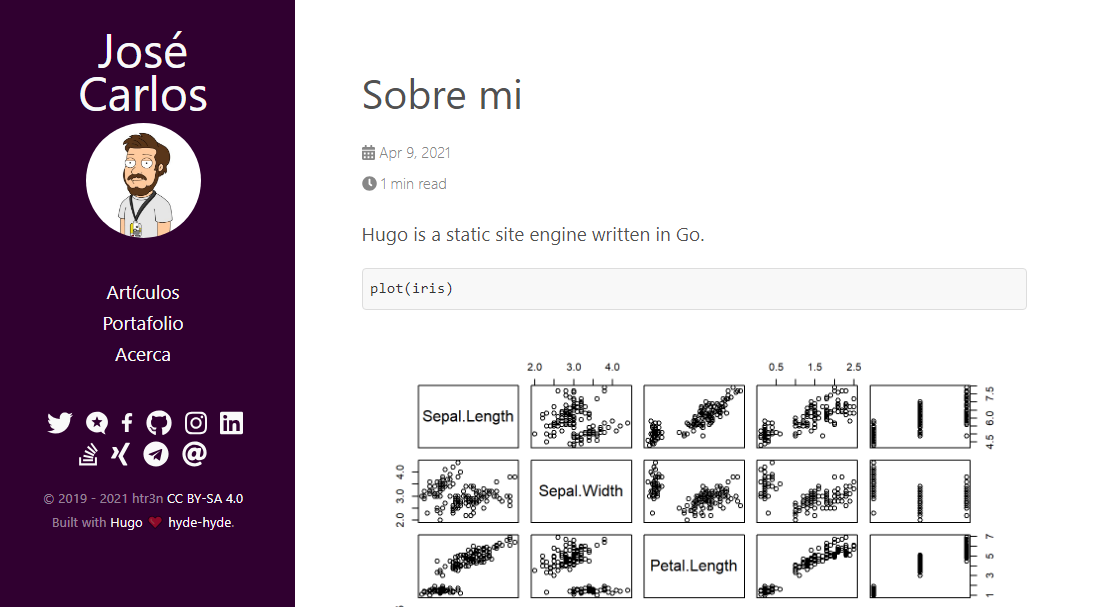 José
Carlos
Artículos
Portafolio
Acerca
© 2019 - 2021 htr3n CC BY-SA 4.0
Built with Hugo ♥ hyde-hyde.
Sobre mi
Apr 9, 2021
1 min read
Hugo is a static site engine written in Go.
plot(iris)
2.0 3.0 4.0
0.5 1.5 2.5
Sepal.Length
4.5 6.0 7.5
2.0 3.0 4.0
Sepal.Width
Petal.Length
1 3 5 7